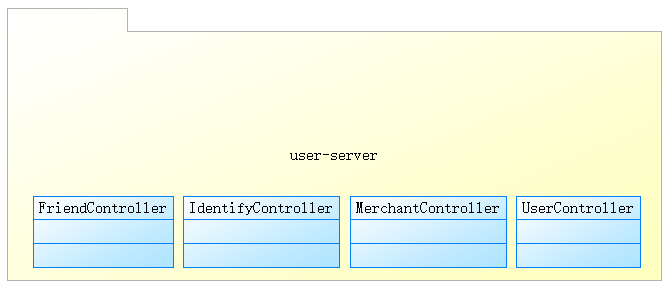 user-server
FriendController
IdentifyController
MerchantController
UserController